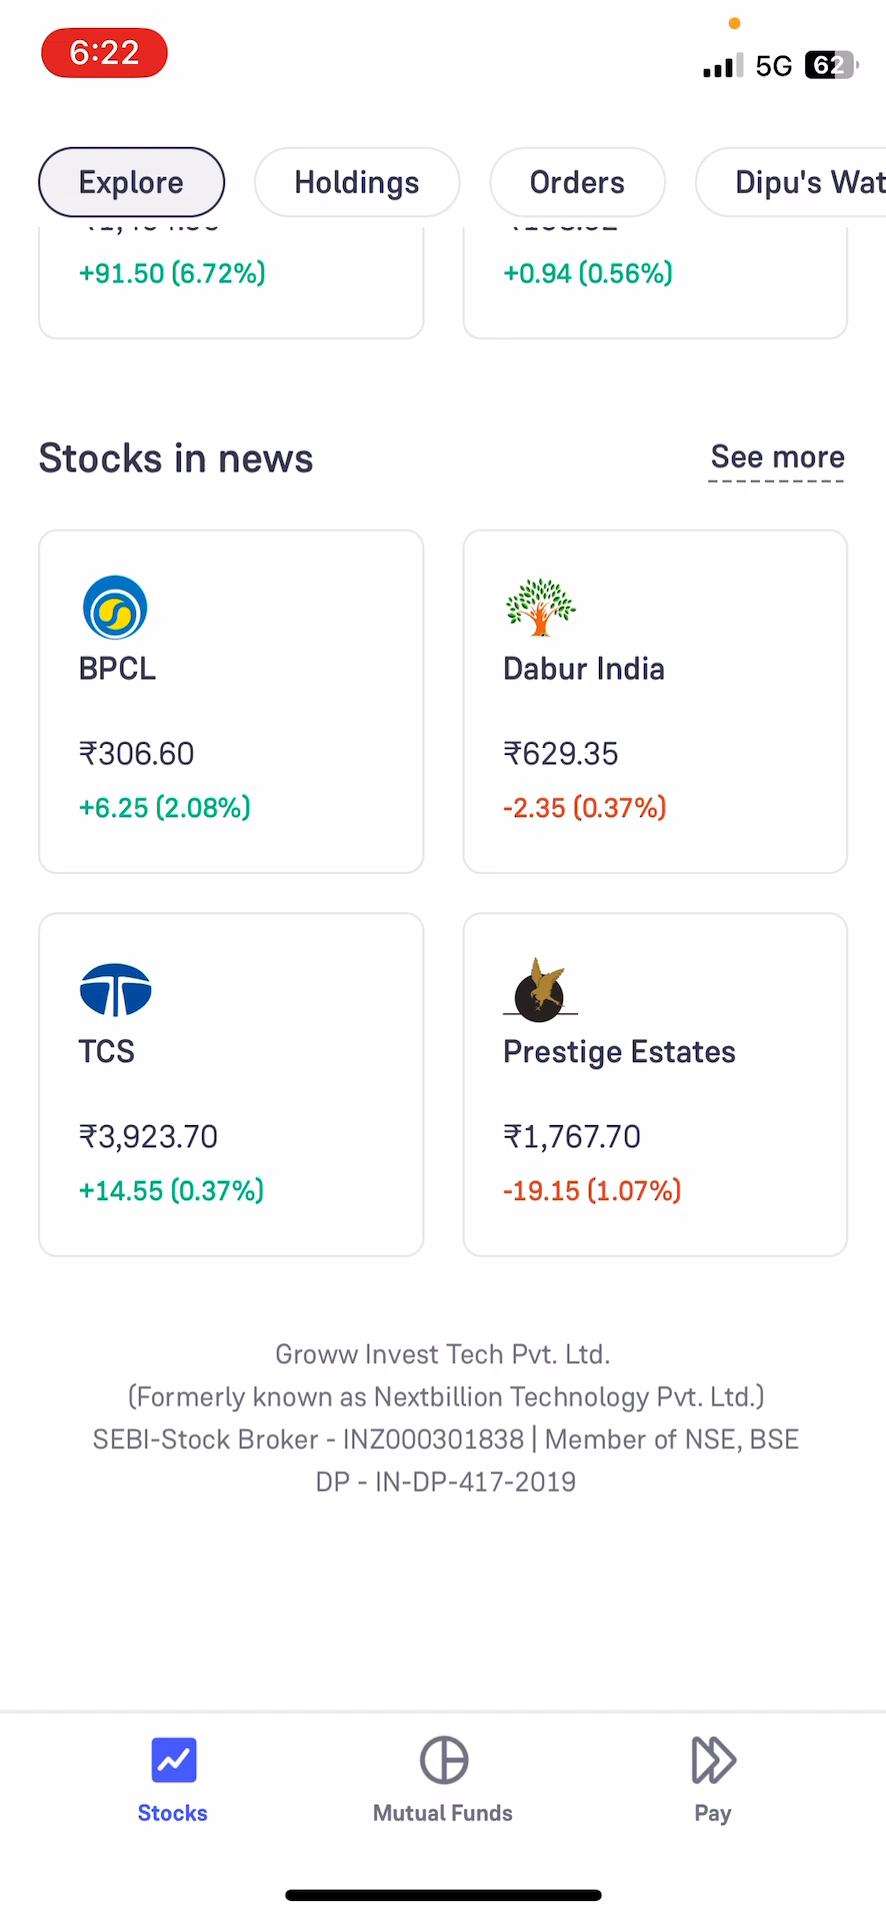 6:22
5G 62
Explore Holdings Orders Dipu's Wat
+91.50 (6.72%) +0.94 (0.56%)
Stocks in news See more
BPCL
₹306.60
+6.25 (2.08%)
Dabur India
₹629.35
-2.35 (0.37%)
TCS
₹3,923.70
+14.55 (0.37%)
Prestige Estates
₹1,767.70
-19.15 (1.07%)
Groww Invest Tech Pvt. Ltd.
(Formerly known as Nextbillion Technology Pvt. Ltd.)
SEBI-Stock Broker - INZ000301838 | Member of NSE, BSE
DP - IN-DP-417-2019
Stocks Mutual Funds Pay